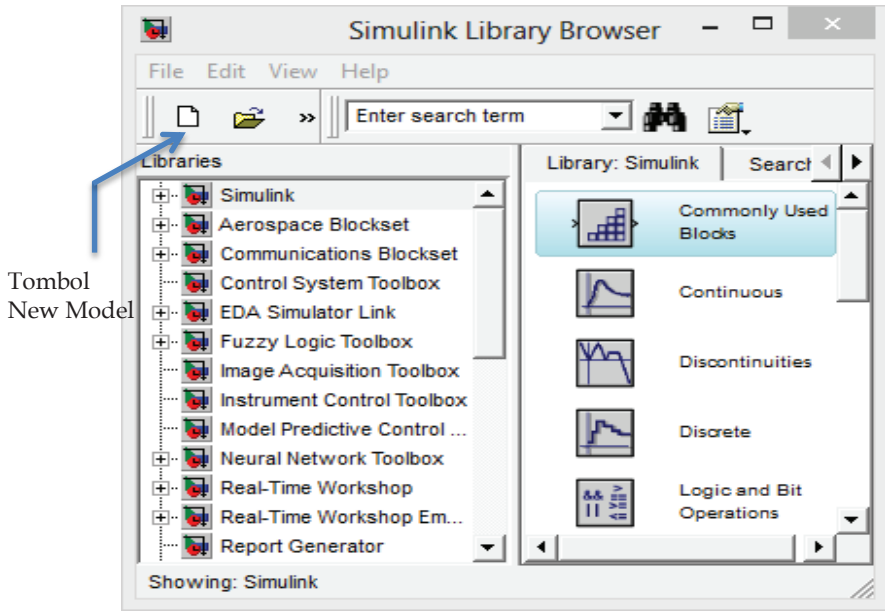 Simulink Library Browser
File Edit View Help
Enter search term
Libraries
Library: Simulink
Search
Simulink
Aerospace Blockset
Communications Blockset
Control System Toolbox
EDA Simulator Link
Fuzzy Logic Toolbox
Image Acquisition Toolbox
Instrument Control Toolbox
Model Predictive Control ...
Neural Network Toolbox
Real-Time Workshop
Real-Time Workshop Em...
Report Generator
Commonly Used
Blocks
Continuous
Discontinuities
Discrete
Logic and Bit
Operations
Showing: Simulink
Tombol
New Model